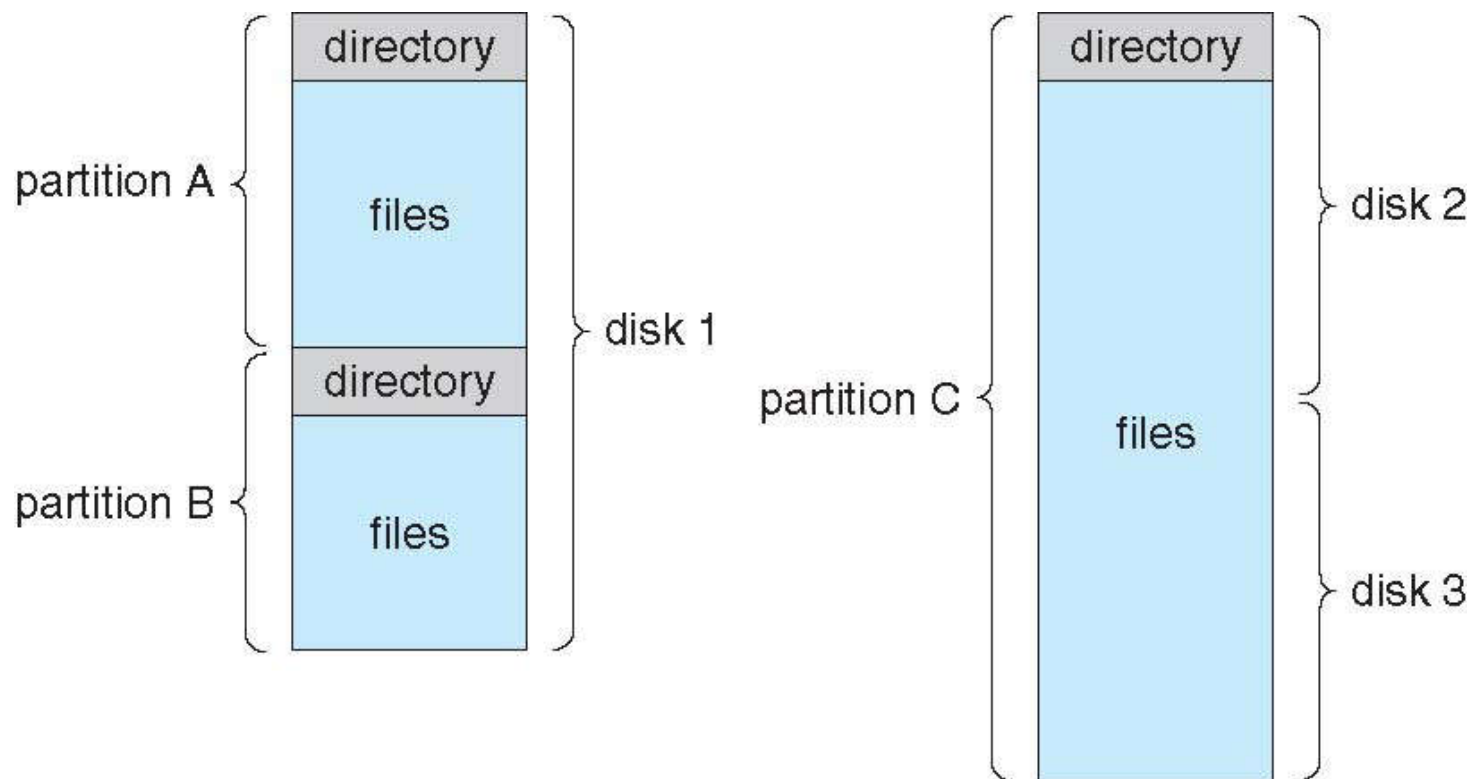 directory
partition A
files
disk 1
directory
partition B
files
directory
disk 2
partition C
files
disk 3